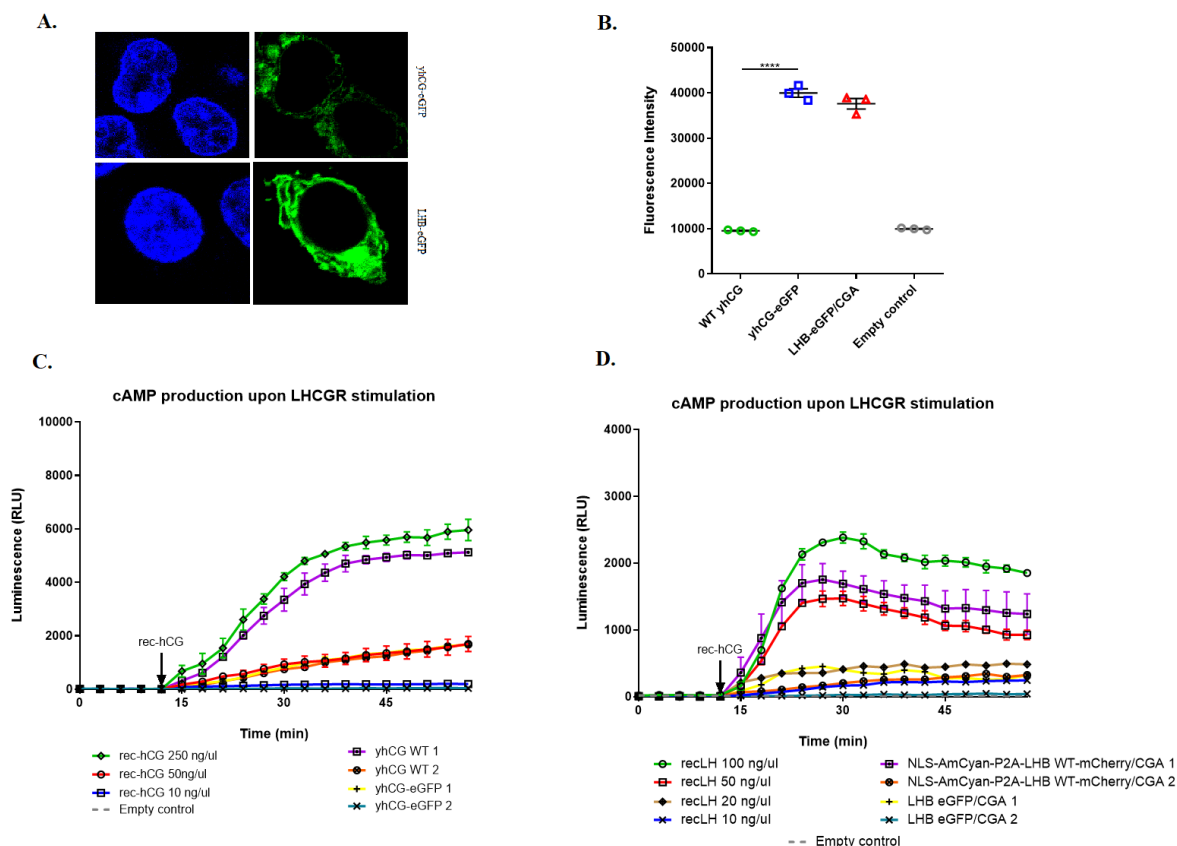 A.
yhCG-eGFP
LHB-eGFP
B.
Fluorescence Intensity
50000
40000
30000
20000
10000
0
****
WT yhCG
yhCG-eGFP
LHB-eGFP/CGA
Empty control
C.
cAMP production upon LHCGR stimulation
Luminescence (RLU)
10000
8000
6000
4000
2000
0
rec-hCG
0
15
30
45
Time (min)
rec-hCG 250 ng/ul
rec-hCG 50ng/ul
rec-hCG 10 ng/ul
Empty control
yhCG WT 1
yhCG WT 2
yhCG-eGFP 1
yhCG-eGFP 2
D.
cAMP production upon LHCGR stimulation
Luminescence (RLU)
4000
3000
2000
1000
0
rec-hCG
0
15
30
45
Time (min)
recLH 100 ng/ul
recLH 50 ng/ul
recLH 20 ng/ul
recLH 10 ng/ul
NLS-AmCyan-P2A-LHB WT-mCherry/CGA 1
NLS-AmCyan-P2A-LHB WT-mCherry/CGA 2
LHB eGFP/CGA 1
LHB eGFP/CGA 2
Empty control